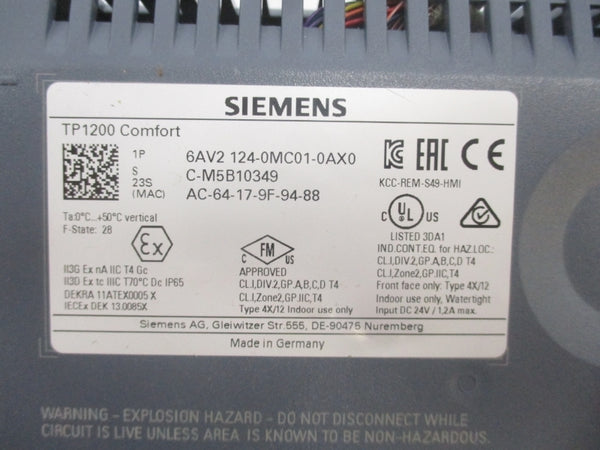 SIEMENS
TP1200 Comfort
1P 6AV2 124-0MC01-0AX0
S C-M5B10349
23S (MAC) AC-64-17-9F-94-88
EAC
KCC-REM-S49-HMI
Ta:0°C...+50°C vertical
F-State: 28
Ex
II3G Ex nA IIC T4 Gc
II3D Ex tc IIIC T70°C Dc IP65
DEKRA 11ATEX0005 X
IECEx DEK 13.0085X
C FM US
APPROVED
CL.I,DIV.2,GP.A,B,C,D T4
CL.I,Zone2,GP.IIC,T4
Type 4X/12 Indoor use only
C UL US
LISTED 3DA1
IND.CONT.EQ. for HAZ.LOC.:
CL.I,DIV.2,GP.A,B,C,D T4
CL.I,Zone2,GP.IIC,T4
Front face only: Type 4X/12
Indoor use only, Watertight
Input DC 24V / 1,2A max.
Siemens AG, Gleiwitzer Str.555, DE-90475 Nuremberg
Made in Germany
WARNING - EXPLOSION HAZARD - DO NOT DISCONNECT WHILE
CIRCUIT IS LIVE UNLESS AREA IS KNOWN TO BE NON-HAZARDOUS.